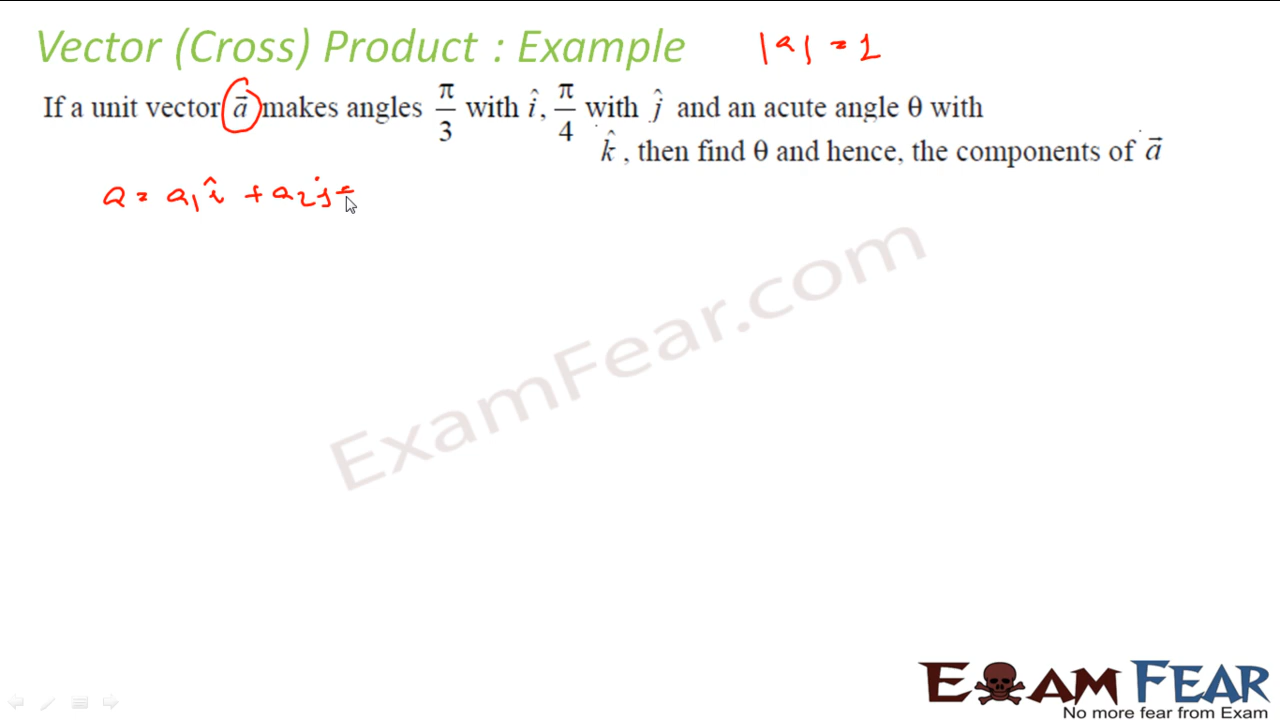 Vector (Cross) Product : Example
|a| = 1
If a unit vector a⃗ makes angles π/3 with î, π/4 with ĵ and an acute angle θ with
k̂, then find θ and hence, the components of a⃗
a = a₁î + a₂ĵ +
ExamFear.com
EXAM FEAR
No more fear from Exam